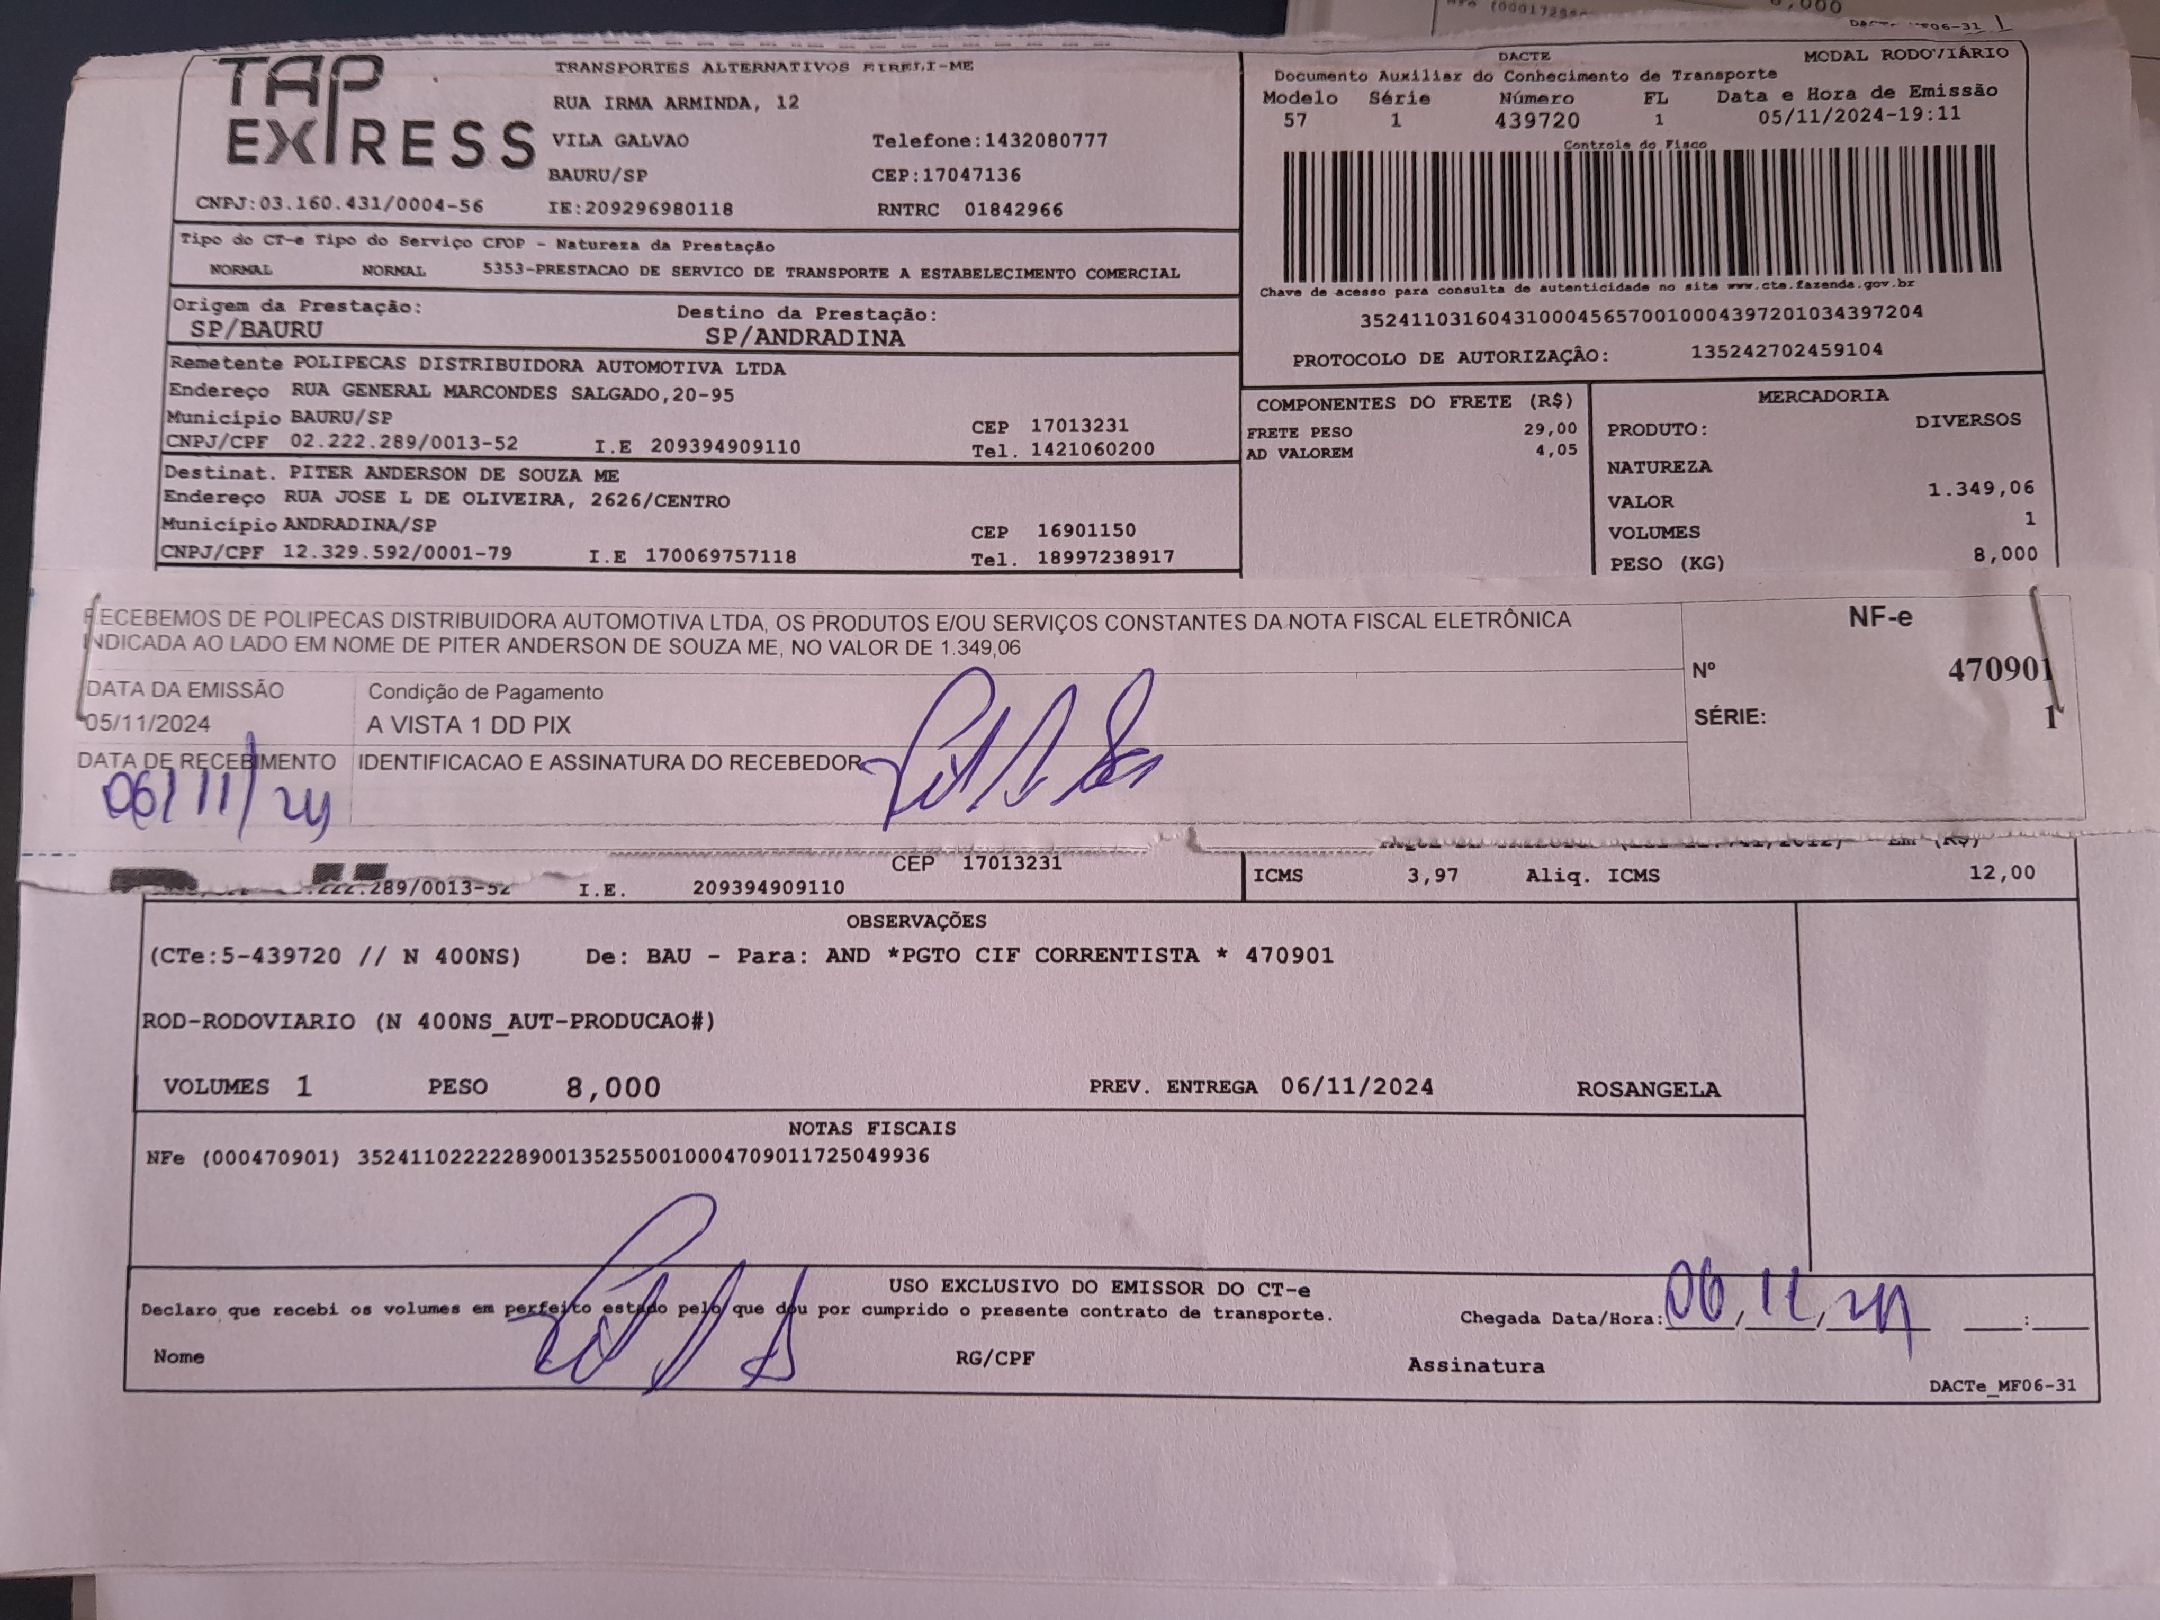 TAP EXPRESS
TRANSPORTES ALTERNATIVOS EIRELI-ME
RUA IRMA ARMINDA, 12
VILA GALVAO Telefone:1432080777
BAURU/SP CEP:17047136
CNPJ:03.160.431/0004-56 IE:209296980118 RNTRC 01842966
DACTE MODAL RODOVIÁRIO
Documento Auxiliar do Conhecimento de Transporte
Modelo Série Número FL Data e Hora de Emissão
57 1 439720 1 05/11/2024-19:11
Controle do Fisco
Chave de acesso para consulta de autenticidade no site www.cte.fazenda.gov.br
35241103160431000456570010004397201034397204
PROTOCOLO DE AUTORIZAÇÃO: 135242702459104
Tipo do CT-e Tipo do Serviço CFOP - Natureza da Prestação
NORMAL NORMAL 5353-PRESTACAO DE SERVICO DE TRANSPORTE A ESTABELECIMENTO COMERCIAL
Origem da Prestação: Destino da Prestação:
SP/BAURU SP/ANDRADINA
Remetente POLIPECAS DISTRIBUIDORA AUTOMOTIVA LTDA
Endereço RUA GENERAL MARCONDES SALGADO,20-95
Município BAURU/SP CEP 17013231
CNPJ/CPF 02.222.289/0013-52 I.E 209394909110 Tel. 1421060200
Destinat. PITER ANDERSON DE SOUZA ME
Endereço RUA JOSE L DE OLIVEIRA, 2626/CENTRO
Município ANDRADINA/SP CEP 16901150
CNPJ/CPF 12.329.592/0001-79 I.E 170069757118 Tel. 18997238917
COMPONENTES DO FRETE (R$)
FRETE PESO 29,00
AD VALOREM 4,05
MERCADORIA
PRODUTO: DIVERSOS
NATUREZA
VALOR 1.349,06
VOLUMES 1
PESO (KG) 8,000
RECEBEMOS DE POLIPECAS DISTRIBUIDORA AUTOMOTIVA LTDA, OS PRODUTOS E/OU SERVIÇOS CONSTANTES DA NOTA FISCAL ELETRÔNICA
INDICADA AO LADO EM NOME DE PITER ANDERSON DE SOUZA ME, NO VALOR DE 1.349,06
NF-e
Nº 470901
SÉRIE: 1
DATA DA EMISSÃO Condição de Pagamento
05/11/2024 A VISTA 1 DD PIX
DATA DE RECEBIMENTO IDENTIFICACAO E ASSINATURA DO RECEBEDOR
06/11/24
CEP 17013231
.222.289/0013-52 I.E. 209394909110
ICMS 3,97 Aliq. ICMS 12,00
OBSERVAÇÕES
(CTe:5-439720 // N 400NS) De: BAU - Para: AND *PGTO CIF CORRENTISTA * 470901
ROD-RODOVIARIO (N 400NS_AUT-PRODUCAO#)
VOLUMES 1 PESO 8,000 PREV. ENTREGA 06/11/2024 ROSANGELA
NOTAS FISCAIS
NFe (000470901) 35241102222289001352550010004709011725049936
USO EXCLUSIVO DO EMISSOR DO CT-e
Declaro que recebi os volumes em perfeito estado pelo que dou por cumprido o presente contrato de transporte. Chegada Data/Hora: 06/11/24 :
Nome RG/CPF Assinatura
DACTe_MF06-31